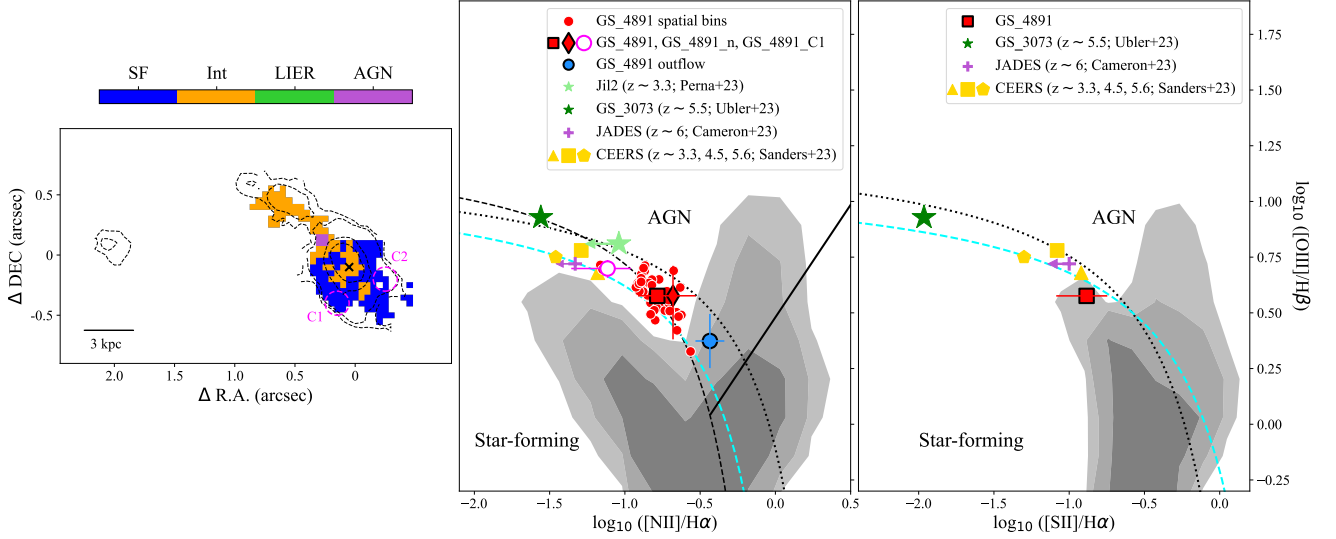 SF Int LIER AGN
0.5
0
-0.5
Δ DEC (arcsec)
C2
C1
3 kpc
2.0 1.5 1.0 0.5 0
Δ R.A. (arcsec)
GS_4891 spatial bins
GS_4891, GS_4891_n, GS_4891_C1
GS_4891 outflow
Jil2 (z ∼ 3.3; Perna+23)
GS_3073 (z ∼ 5.5; Ubler+23)
JADES (z ∼ 6; Cameron+23)
CEERS (z ∼ 3.3, 4.5, 5.6; Sanders+23)
AGN
Star-forming
−2.0 −1.5 −1.0 −0.5 0.0 0.5
log₁₀ ([NII]/Hα)
GS_4891
GS_3073 (z ∼ 5.5; Ubler+23)
JADES (z ∼ 6; Cameron+23)
CEERS (z ∼ 3.3, 4.5, 5.6; Sanders+23)
AGN
Star-forming
−2.0 −1.5 −1.0 −0.5 0.0
log₁₀ ([SII]/Hα)
1.75
1.50
1.25
1.00
0.75
0.50
0.25
0.00
−0.25
log₁₀ ([OIII]/Hβ)